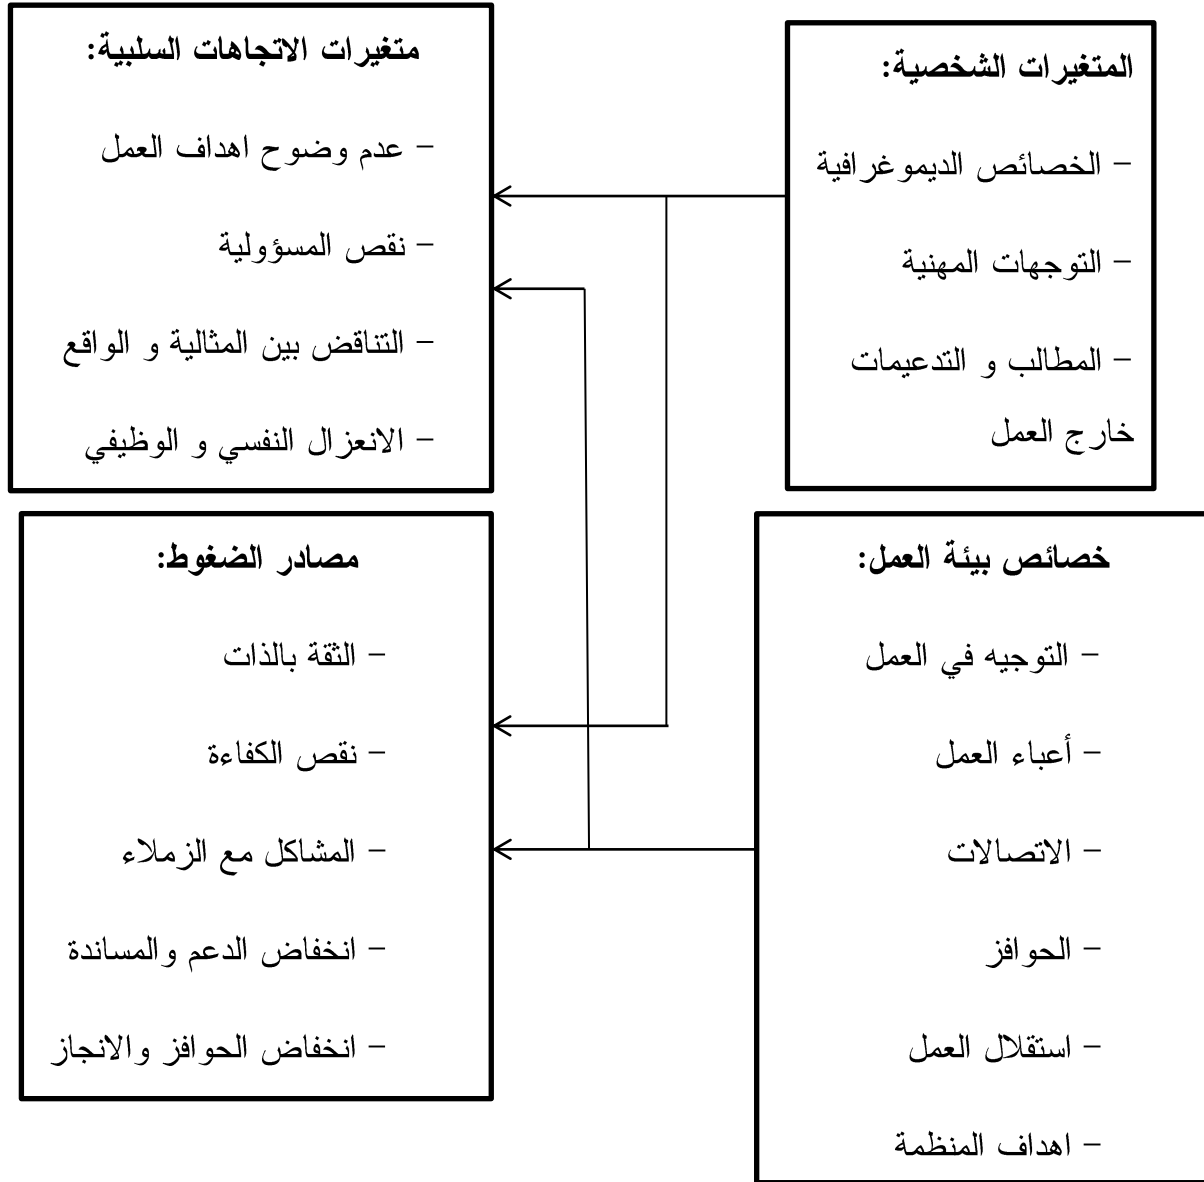 المتغيرات الشخصية:
– الخصائص الديموغرافية
– التوجهات المهنية
– المطالب و التدعيمات
خارج العمل
متغيرات الاتجاهات السلبية:
– عدم وضوح اهداف العمل
– نقص المسؤولية
– التناقض بين المثالية و الواقع
– الانعزال النفسي و الوظيفي
خصائص بيئة العمل:
– التوجيه في العمل
– أعباء العمل
– الاتصالات
– الحوافز
– استقلال العمل
– اهداف المنظمة
مصادر الضغوط:
– الثقة بالذات
– نقص الكفاءة
– المشاكل مع الزملاء
– انخفاض الدعم والمساندة
– انخفاض الحوافز والانجاز